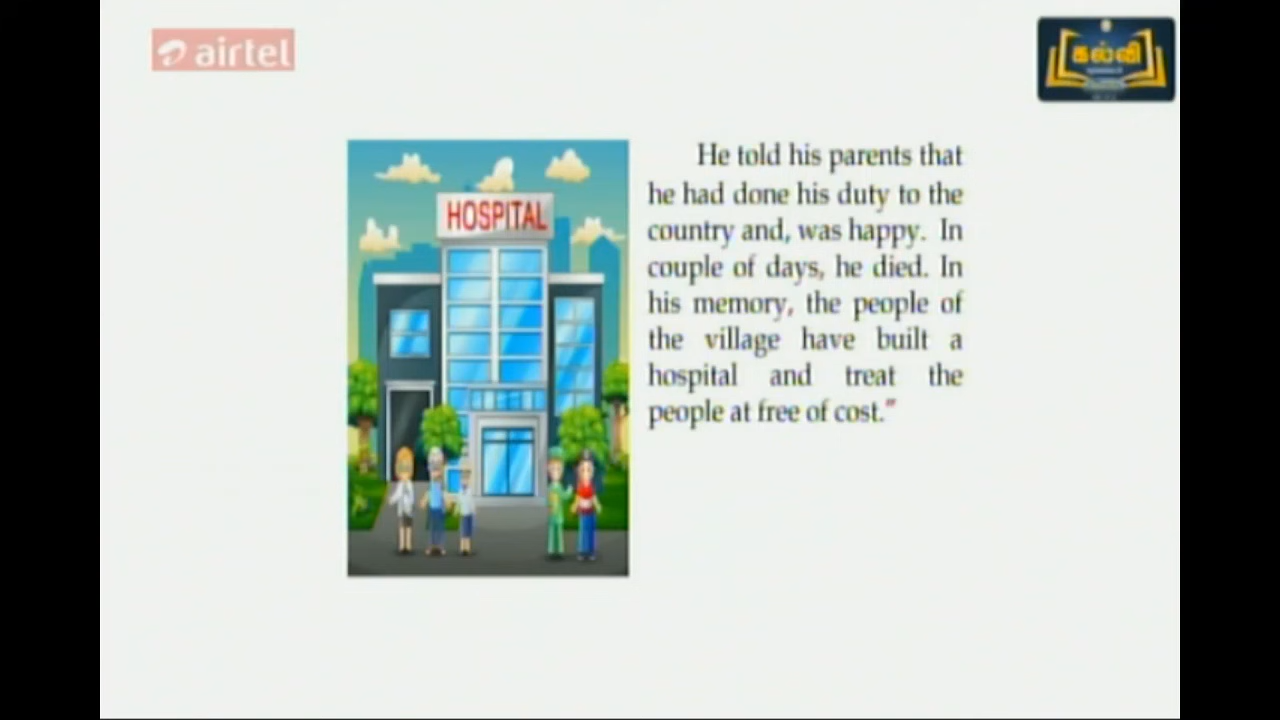 airtel
கல்வி
HOSPITAL
He told his parents that
he had done his duty to the
country and, was happy. In
couple of days, he died. In
his memory, the people of
the village have built a
hospital and treat the
people at free of cost.”